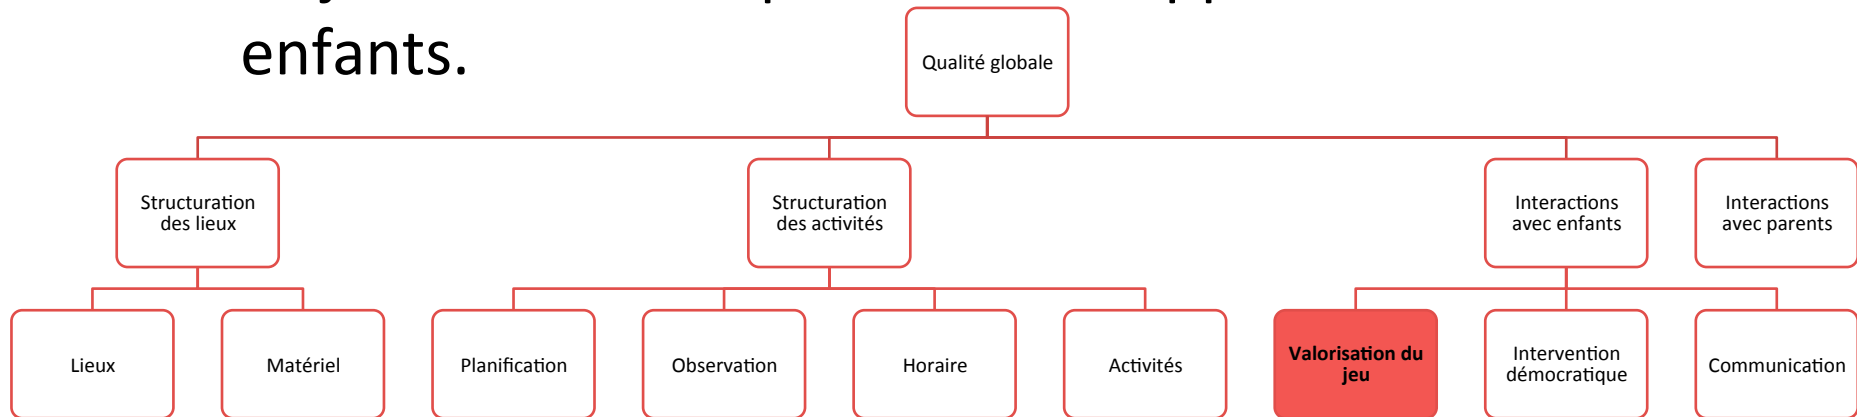 enfants.
Qualité globale
Structuration
des lieux
Structuration
des activités
Interactions
avec enfants
Interactions
avec parents
Lieux
Matériel
Planification
Observation
Horaire
Activités
Valorisation du
jeu
Intervention
démocratique
Communication